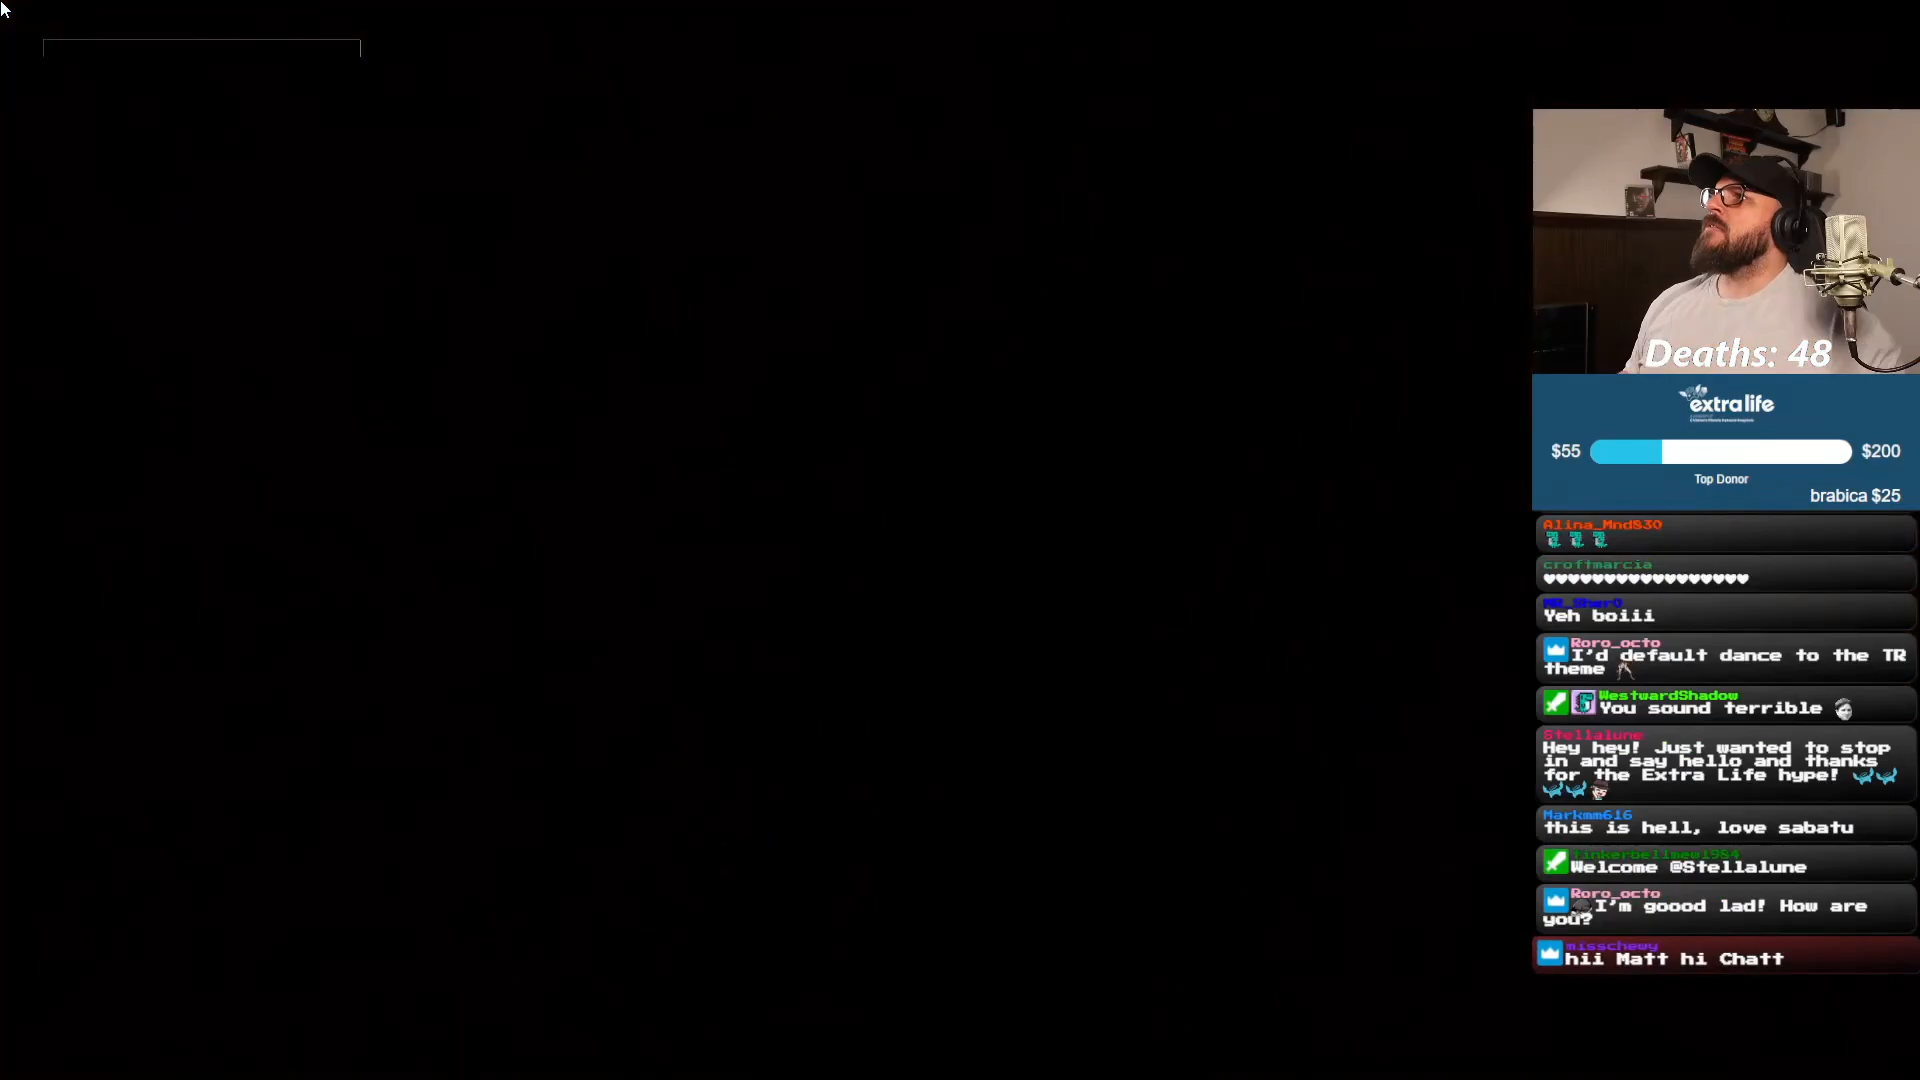 Deaths: 48
extralife
$55
$200
Top Donor
brabica $25
Alina_Mnd830
croftmarcia
♥♥♥♥♥♥♥♥♥♥♥♥♥♥♥♥♥
Yeh boiii
Roro_octo
I'd default dance to the TR
theme
WestwardShadow
You sound terrible
Stellalune
Hey hey! Just wanted to stop
in and say hello and thanks
for the Extra Life hype!
Markmm616
this is hell, love sabatu
tinkerbellmew1984
Welcome @Stellalune
Roro_octo
I'm goood lad! How are
you?
misschewy
hii Matt hi Chatt